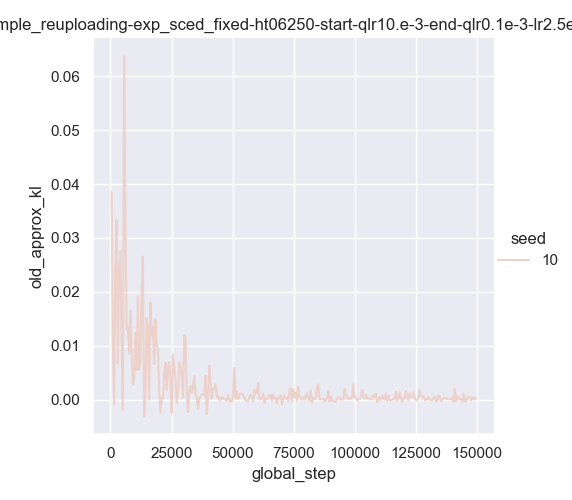 mple_reuploading-exp_sced_fixed-ht06250-start-qlr10.e-3-end-qlr0.1e-3-lr2.5e
0.06
0.05
0.04
0.03
0.02
0.01
0.00
old_approx_kl
0 25000 50000 75000 100000 125000 150000
global_step
seed
10